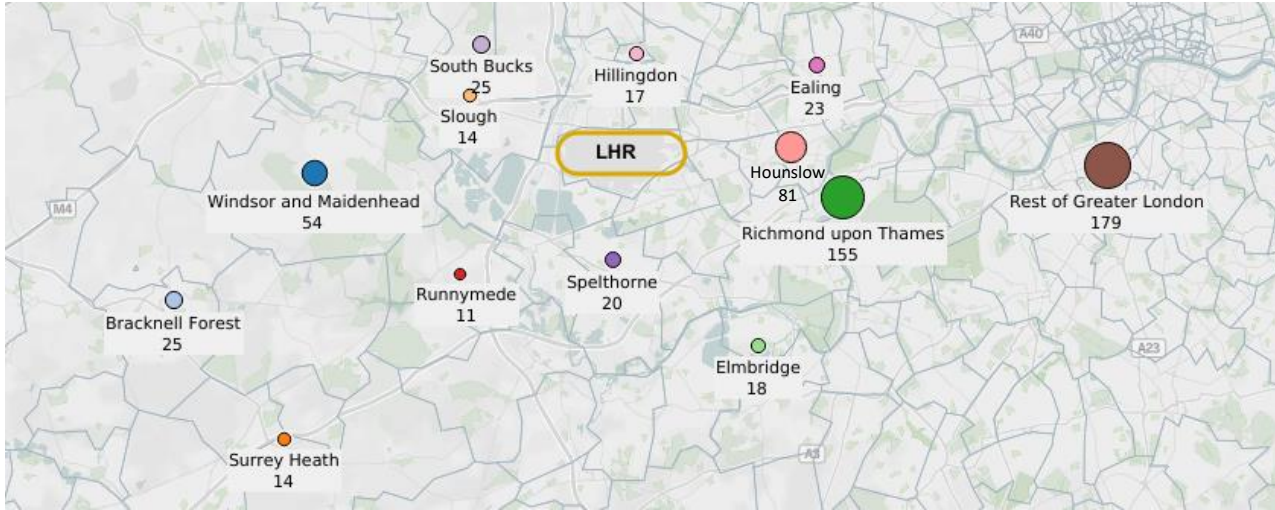 A40
South Bucks
25
Hillingdon
17
Ealing
23
Slough
14
LHR
Hounslow
81
Windsor and Maidenhead
54
Rest of Greater London
179
M4
Richmond upon Thames
155
Spelthorne
20
Runnymede
11
Bracknell Forest
25
A23
Elmbridge
18
A3
Surrey Heath
14